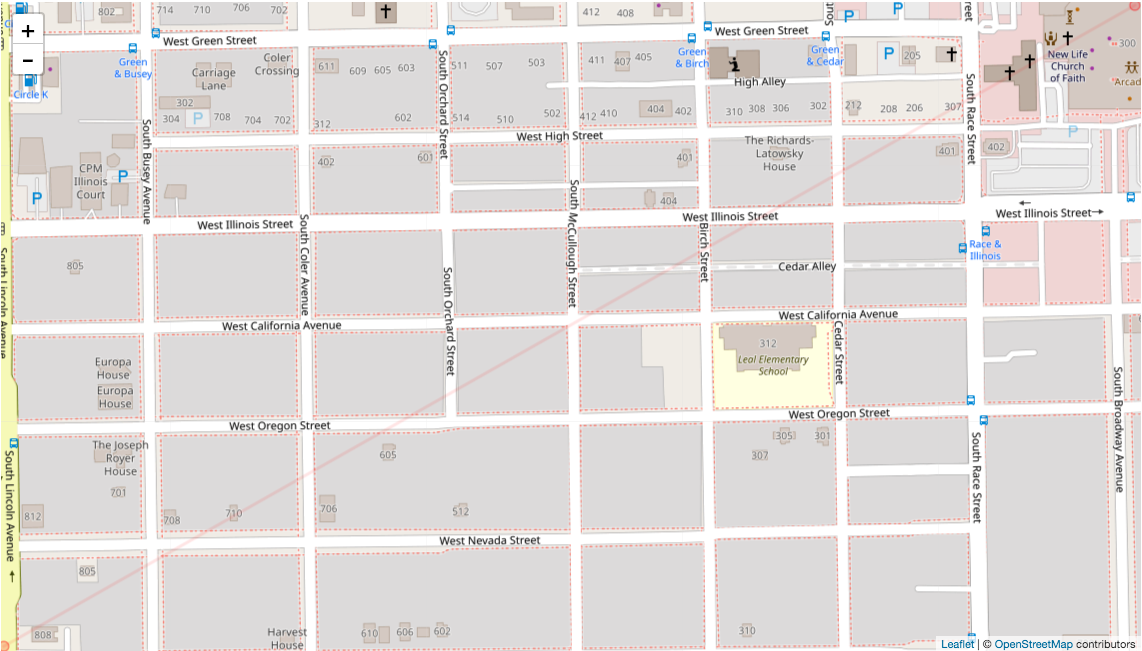 802
714
710
706
702
412
408
+
−
West Green Street
West Green Street
Green
& Busey
Circle K
611
609
605
603
Coler
Crossing
Carriage
Lane
302
304
P
708
704
702
312
602
South Orchard Street
511
507
503
514
510
502
411
407
405
Green
& Birch
High Alley
Green
& Cedar
P
P
P
205
New Life
Church
of Faith
300
Arcad
412
410
404
402
310
308
306
302
212
208
206
307
South Race Street
West High Street
South Busey Avenue
CPM
Illinois
Court
P
P
402
601
401
The Richards-
Latowsky
House
401
402
P
404
West Illinois Street
West Illinois Street
West Illinois Street
South Coler Avenue
South McCullough Street
Birch Street
Race &
Illinois
South Lincoln Avenue
805
South Orchard Street
Cedar Alley
West California Avenue
West California Avenue
Cedar Street
312
Leal Elementary
School
Europa
House
Europa
House
South Broadway Avenue
West Oregon Street
West Oregon Street
The Joseph
Royer
House
701
812
708
710
605
706
512
305
301
307
South Race Street
South Lincoln Avenue
West Nevada Street
805
808
Harvest
House
610
606
602
310
Leaflet | © OpenStreetMap contributors